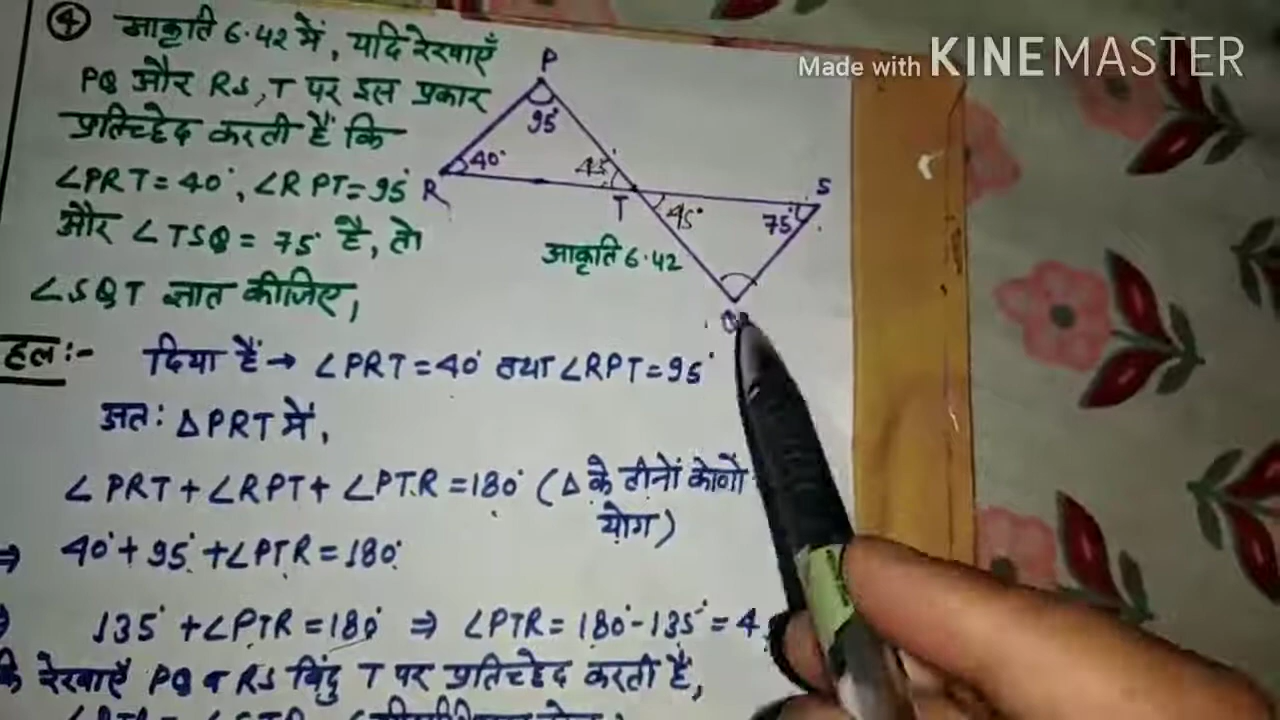 Made with KINEMASTER
④ आकृति 6.42 में, यदि रेखाएँ
PQ और RS, T पर इस प्रकार
प्रतिच्छेद करती हैं कि
∠PRT = 40°, ∠RPT = 95°
और ∠TSQ = 75° है, तो
∠SQT ज्ञात कीजिए,
P
95°
40°
45°
R
T
45°
75°
S
आकृति 6.42
हल :-
दिया हैं → ∠PRT = 40° तथा ∠RPT = 95°
अतः ΔPRT में,
∠PRT + ∠RPT + ∠PTR = 180° (Δ के तीनों कोणों
योग)
⇒ 40° + 95° + ∠PTR = 180°
135° + ∠PTR = 180° ⇒ ∠PTR = 180° - 135° = 4
रेखाएँ PQ व RS बिंदु T पर प्रतिच्छेद करती हैं,